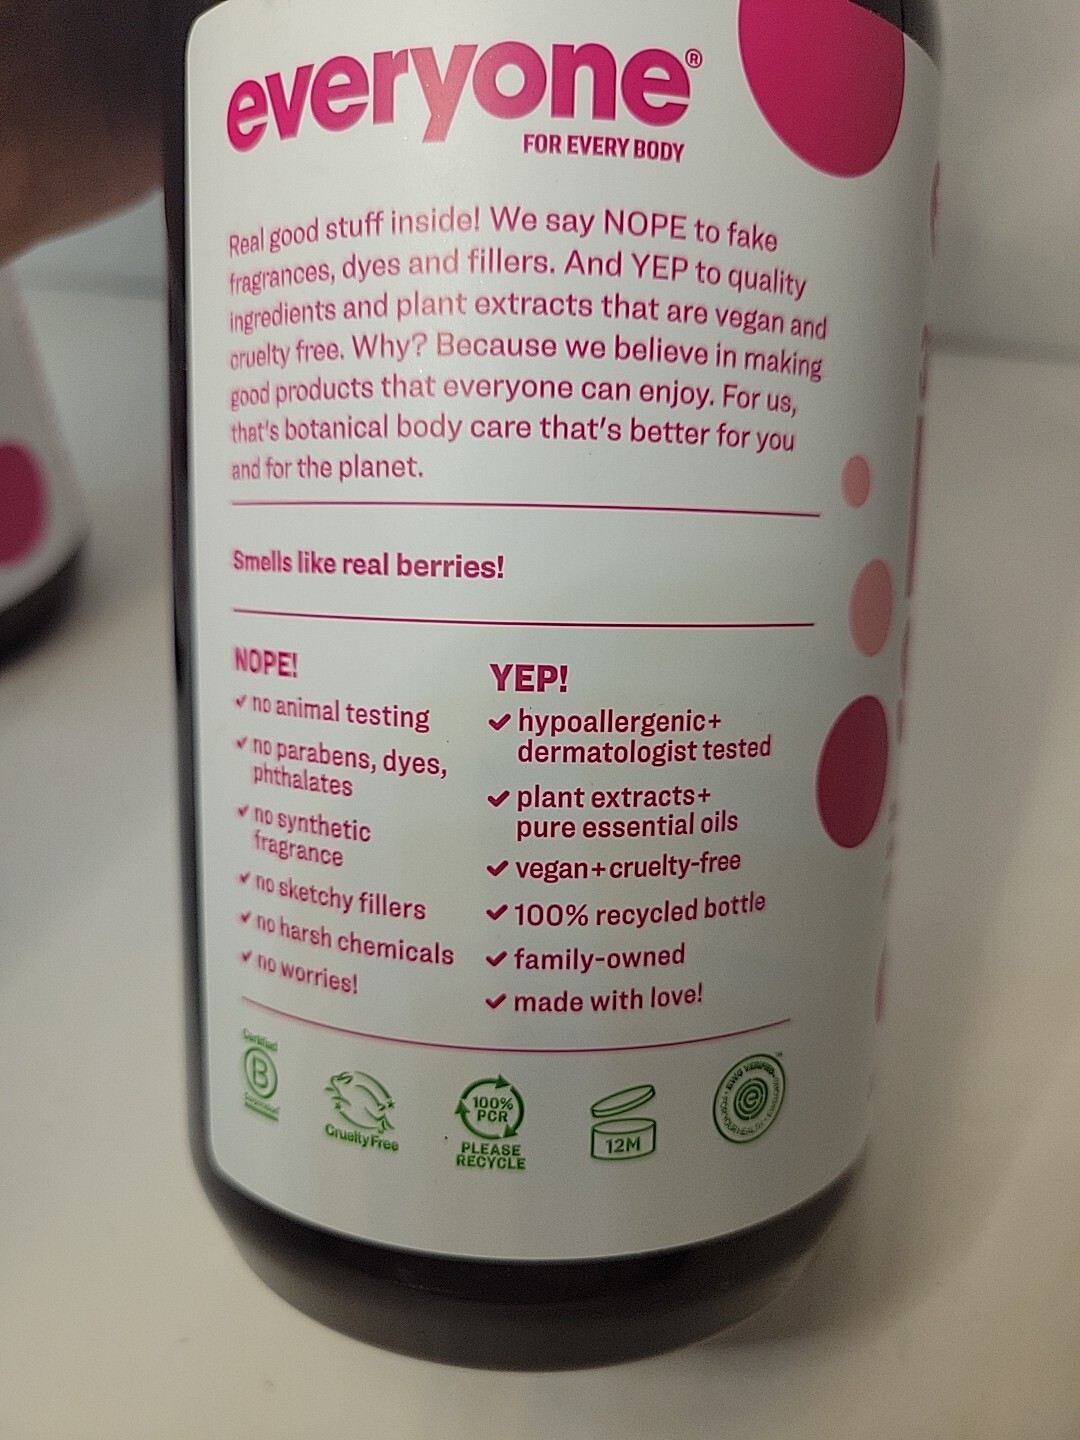 everyone®
FOR EVERY BODY
Real good stuff inside! We say NOPE to fake
fragrances, dyes and fillers. And YEP to quality
ingredients and plant extracts that are vegan and
cruelty free. Why? Because we believe in making
good products that everyone can enjoy. For us,
that's botanical body care that's better for you
and for the planet.
Smells like real berries!
NOPE!
✓ no animal testing
✓ no parabens, dyes,
phthalates
✓ no synthetic
fragrance
✓ no sketchy fillers
✓ no harsh chemicals
✓ no worries!
YEP!
✓ hypoallergenic+
dermatologist tested
✓ plant extracts+
pure essential oils
✓ vegan+cruelty-free
✓ 100% recycled bottle
✓ family-owned
✓ made with love!
Certified
B
Corporation
Cruelty Free
100%
PCR
PLEASE
RECYCLE
12M
EWG VERIFIED
FOR YOUR HEALTH
e